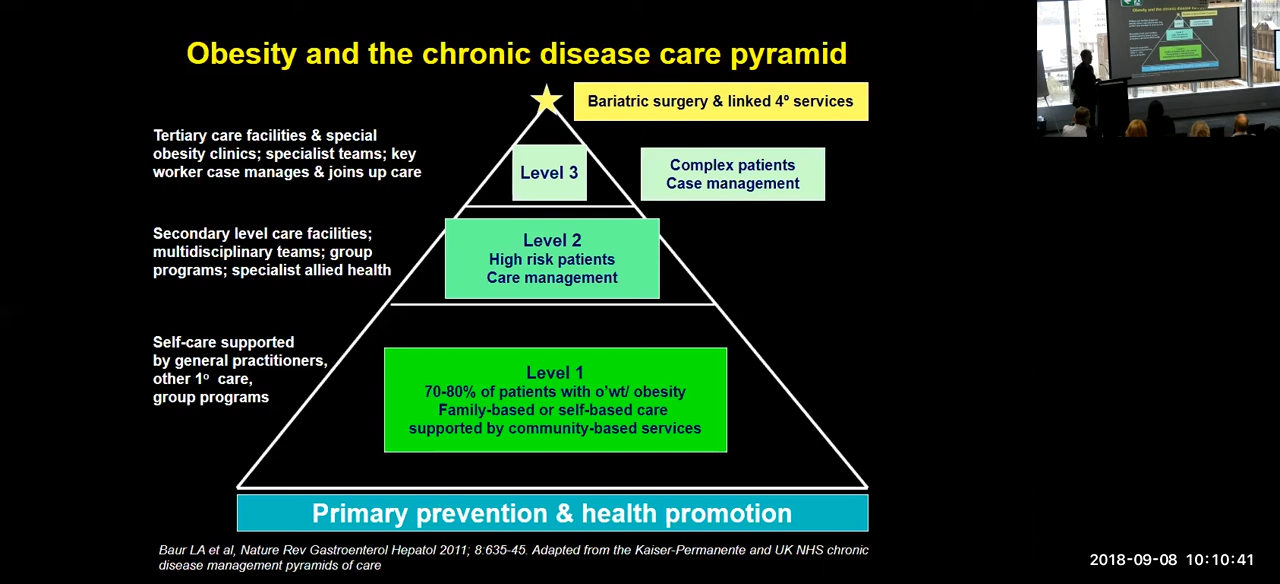 Obesity and the chronic disease care pyramid
Bariatric surgery & linked 4º services
Tertiary care facilities & special
obesity clinics; specialist teams; key
worker case manages & joins up care
Level 3
Complex patients
Case management
Secondary level care facilities;
multidisciplinary teams; group
programs; specialist allied health
Level 2
High risk patients
Care management
Self-care supported
by general practitioners,
other 1º care,
group programs
Level 1
70-80% of patients with o'wt/ obesity
Family-based or self-based care
supported by community-based services
Primary prevention & health promotion
Baur LA et al, Nature Rev Gastroenterol Hepatol 2011; 8:635-45. Adapted from the Kaiser-Permanente and UK NHS chronic
disease management pyramids of care
2018-09-08 10:10:41